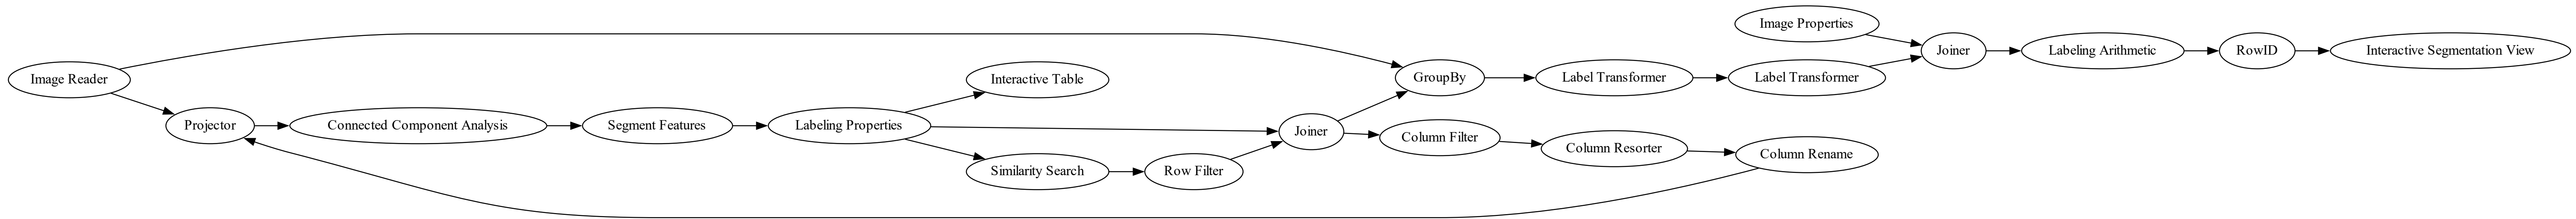 Image Reader
Projector
Connected Component Analysis
Segment Features
Labeling Properties
Interactive Table
Similarity Search
Row Filter
Joiner
GroupBy
Column Filter
Label Transformer
Column Resorter
Image Properties
Label Transformer
Column Rename
Joiner
Labeling Arithmetic
RowID
Interactive Segmentation View